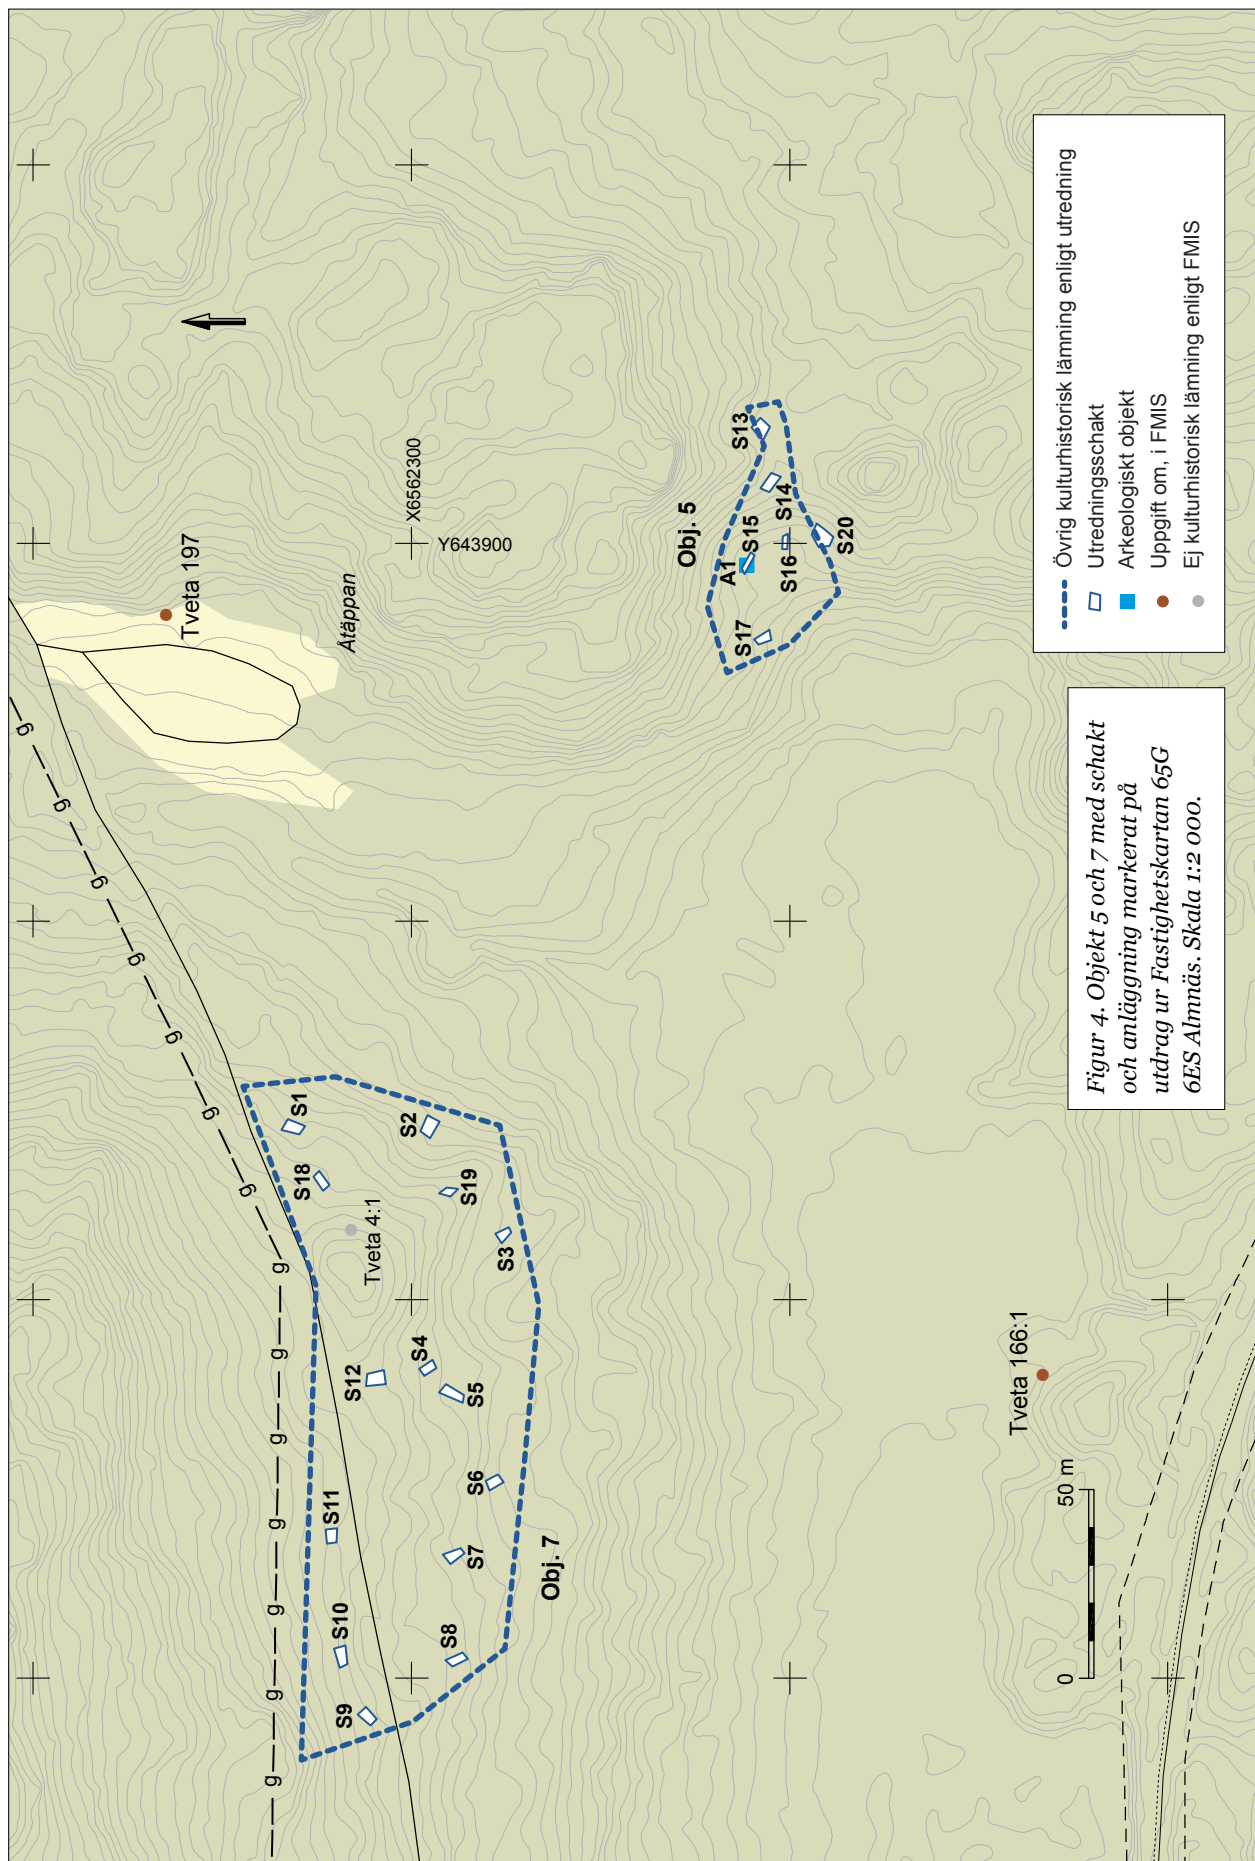 Tveta 197
Åtäppan
X6562300
Y643900
g
g
g
g
g
g
g
g
g
g
g
g
g
g
S1
S18
S2
S19
S3
Tveta 4:1
S12
S4
S5
S6
S11
S7
S10
S8
S9
Obj. 7
Obj. 5
S13
S14
S15
A1
S16
S20
S17
Tveta 166:1
0
50 m
Övrig kulturhistorisk lämning enligt utredning
Utredningsschakt
Arkeologiskt objekt
Uppgift om, i FMIS
Ej kulturhistorisk lämning enligt FMIS
Figur 4. Objekt 5 och 7 med schakt
och anläggning markerat på
utdrag ur Fastighetskartan 65G
6ES Almnäs. Skala 1:2 000.